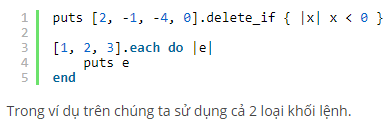 1 puts [2, -1, -4, 0].delete_if { |x| x < 0 }
2
3 [1, 2, 3].each do |e|
4     puts e
5 end
Trong ví dụ trên chúng ta sử dụng cả 2 loại khối lệnh.